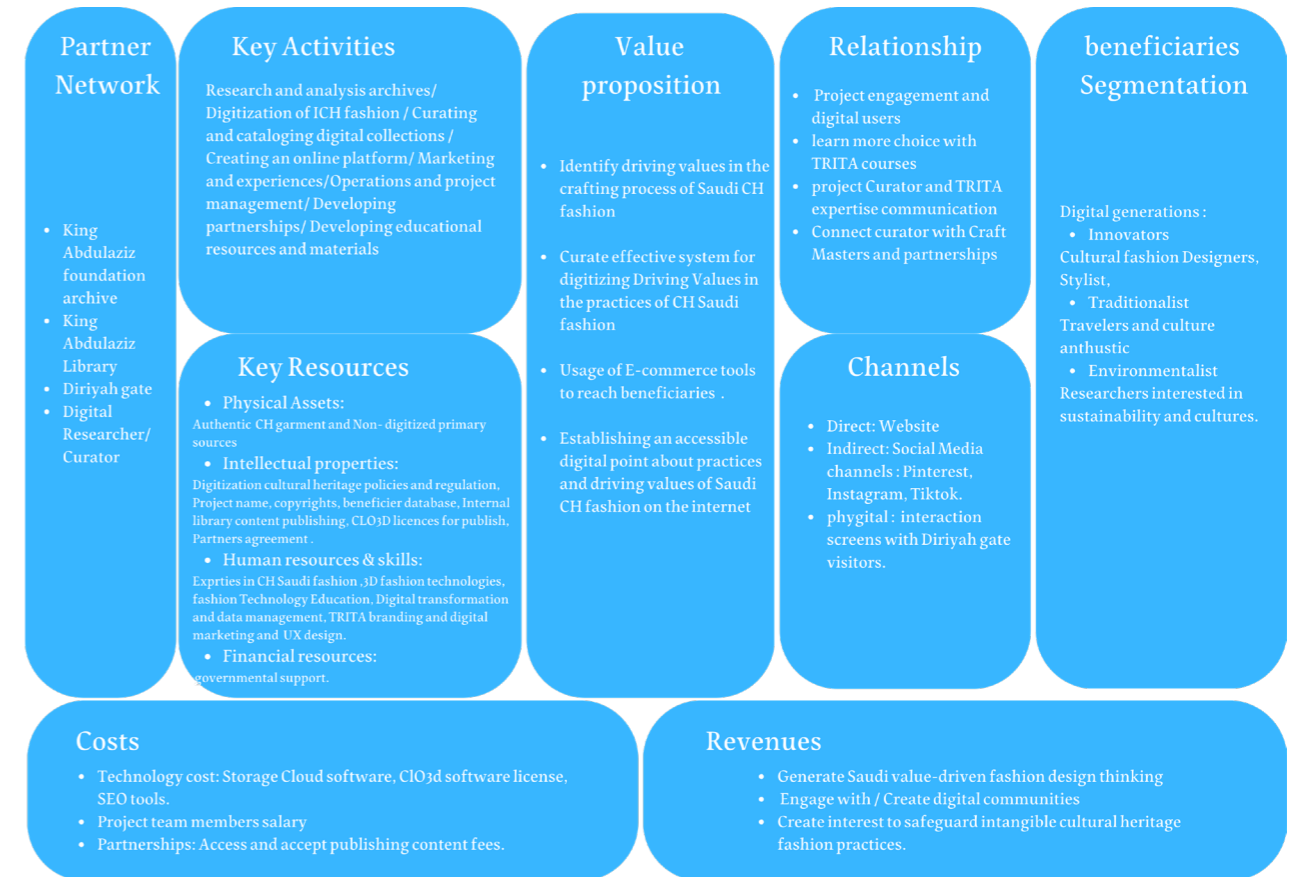 Partner
Network
King
Abdulaziz
foundation
archive
King
Abdulaziz
Library
Diriyah gate
Digital
Researcher/
Curator
Key Activities
Research and analysis archives/
Digitization of ICH fashion / Curating
and cataloging digital collections /
Creating an online platform/ Marketing
and experiences/Operations and project
management/ Developing
partnerships/ Developing educational
resources and materials
Key Resources
• Physical Assets:
Authentic CH garment and Non- digitized primary
sources
• Intellectual properties:
Digitization cultural heritage policies and regulation,
Project name, copyrights, beneficier database, Internal
library content publishing, CLO3D licences for publish,
Partners agreement .
• Human resources & skills:
Exprties in CH Saudi fashion ,3D fashion technologies,
fashion Technology Education, Digital transformation
and data management, TRITA branding and digital
marketing and UX design.
• Financial resources:
governmental support.
Value
proposition
• Identify driving values in the
crafting process of Saudi CH
fashion
• Curate effective system for
digitizing Driving Values in
the practices of CH Saudi
fashion
• Usage of E-commerce tools
to reach beneficiaries .
• Establishing an accessible
digital point about practices
and driving values of Saudi
CH fashion on the internet
Relationship
• Project engagement and
digital users
• learn more choice with
TRITA courses
• project Curator and TRITA
expertise communication
• Connect curator with Craft
Masters and partnerships
Channels
• Direct: Website
• Indirect: Social Media
channels : Pinterest,
Instagram, Tiktok.
• phygital : interaction
screens with Diriyah gate
visitors.
beneficiaries
Segmentation
Digital generations :
• Innovators
Cultural fashion Designers,
Stylist,
• Traditionalist
Travelers and culture
anthustic
• Environmentalist
Researchers interested in
sustainability and cultures.
Costs
• Technology cost: Storage Cloud software, ClO3d software license,
SEO tools.
• Project team members salary
• Partnerships: Access and accept publishing content fees.
Revenues
• Generate Saudi value-driven fashion design thinking
• Engage with / Create digital communities
• Create interest to safeguard intangible cultural heritage
fashion practices.